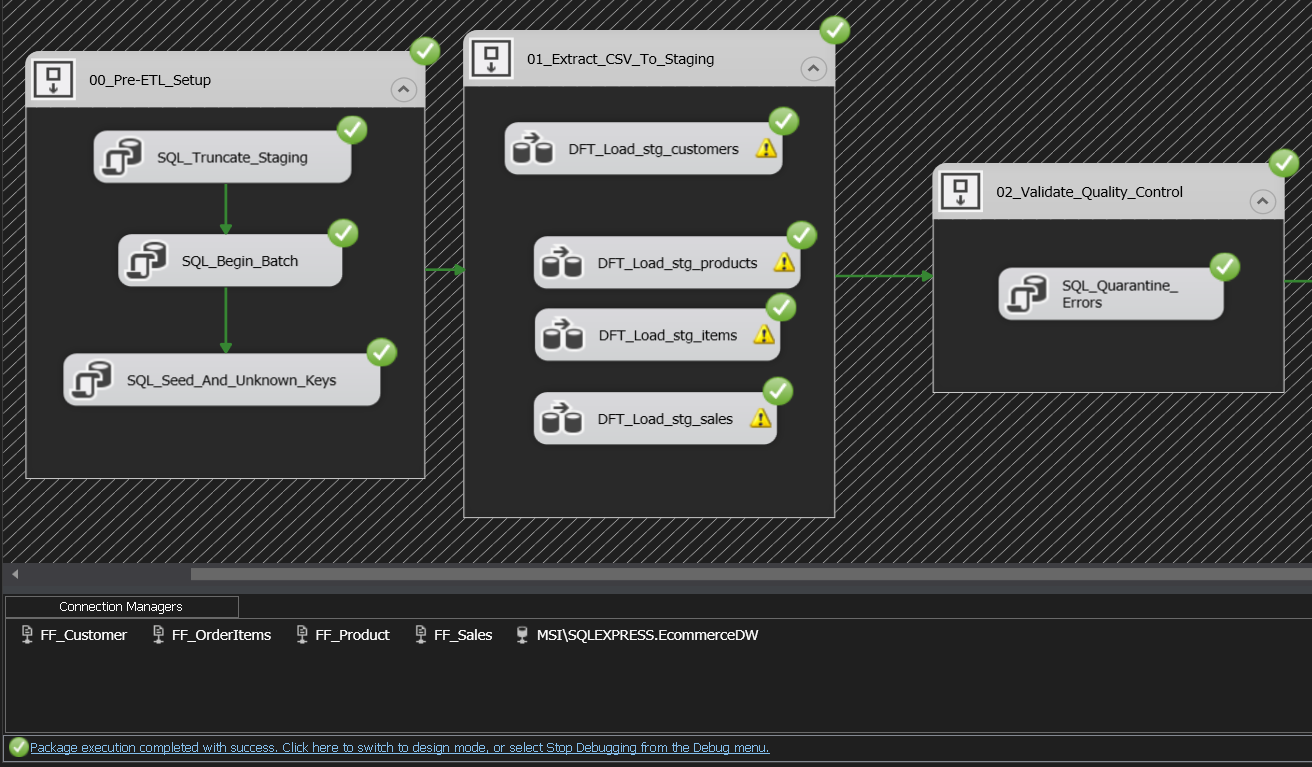 00_Pre-ETL_Setup
SQL_Truncate_Staging
SQL_Begin_Batch
SQL_Seed_And_Unknown_Keys
01_Extract_CSV_To_Staging
DFT_Load_stg_customers
DFT_Load_stg_products
DFT_Load_stg_items
DFT_Load_stg_sales
02_Validate_Quality_Control
SQL_Quarantine_
Errors
Connection Managers
FF_Customer FF_OrderItems FF_Product FF_Sales MSI\SQLEXPRESS.EcommerceDW
Package execution completed with success. Click here to switch to design mode, or select Stop Debugging from the Debug menu.